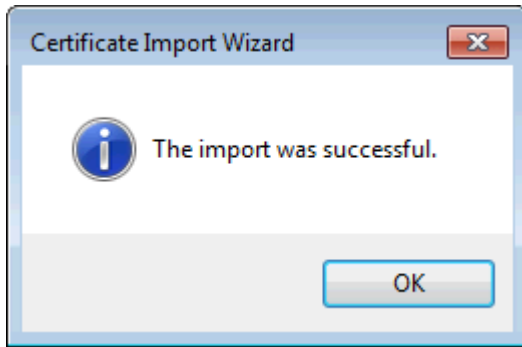 Certificate Import Wizard
The import was successful.
OK